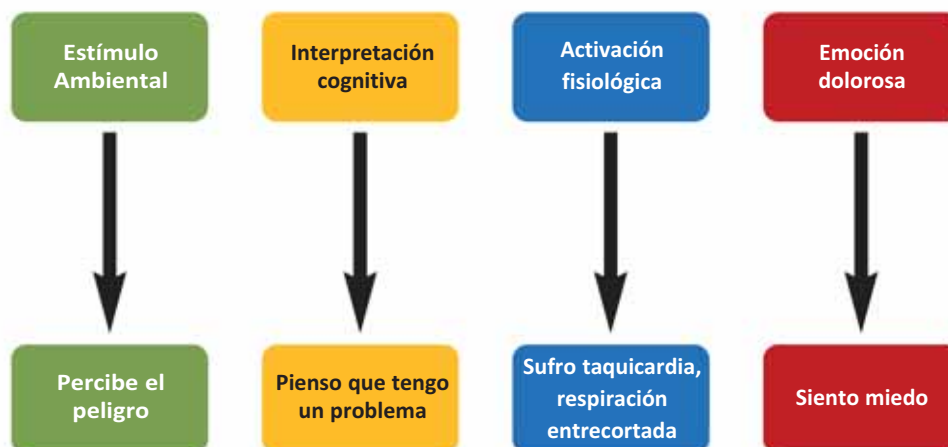 Estímulo
Ambiental
Interpretación
cognitiva
Activación
fisiológica
Emoción
dolorosa
Percibe el
peligro
Pienso que tengo
un problema
Sufro taquicardia,
respiración
entrecortada
Siento miedo